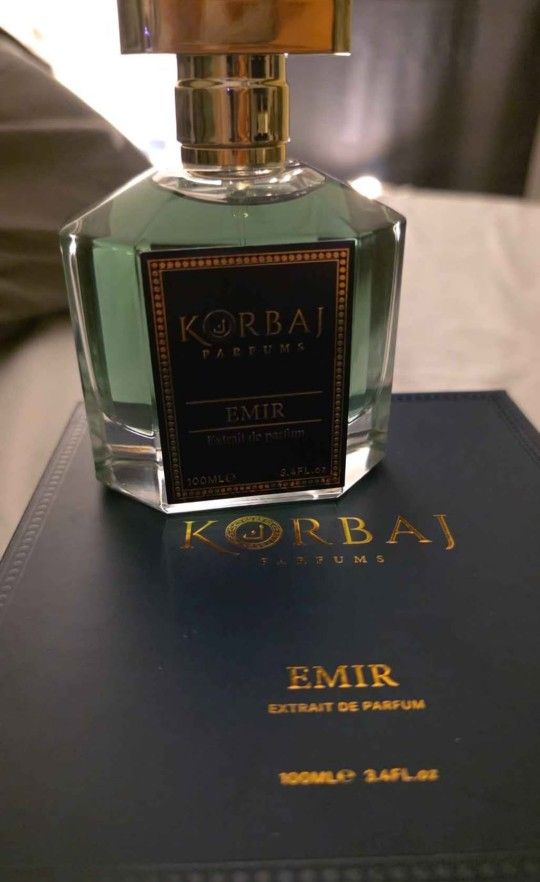 KORBAJ
PARFUMS
EMIR
Extrait de parfum
100ML℮ 3.4FL.oz
KORBAJ
PARFUMS
EMIR
EXTRAIT DE PARFUM
100ML℮ 3.4FL.oz